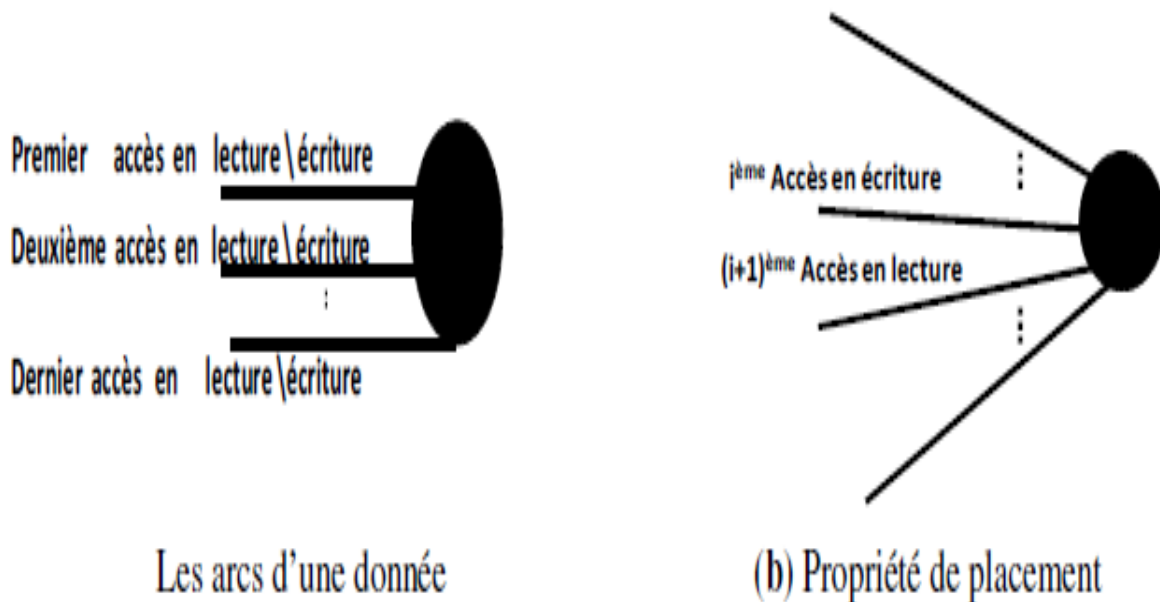 Premier accès en lecture\écriture
Deuxième accès en lecture\écriture
⋮
Dernier accès en lecture\écriture
Les arcs d'une donnée
i^ème Accès en écriture
(i+1)^ème Accès en lecture
(b) Propriété de placement